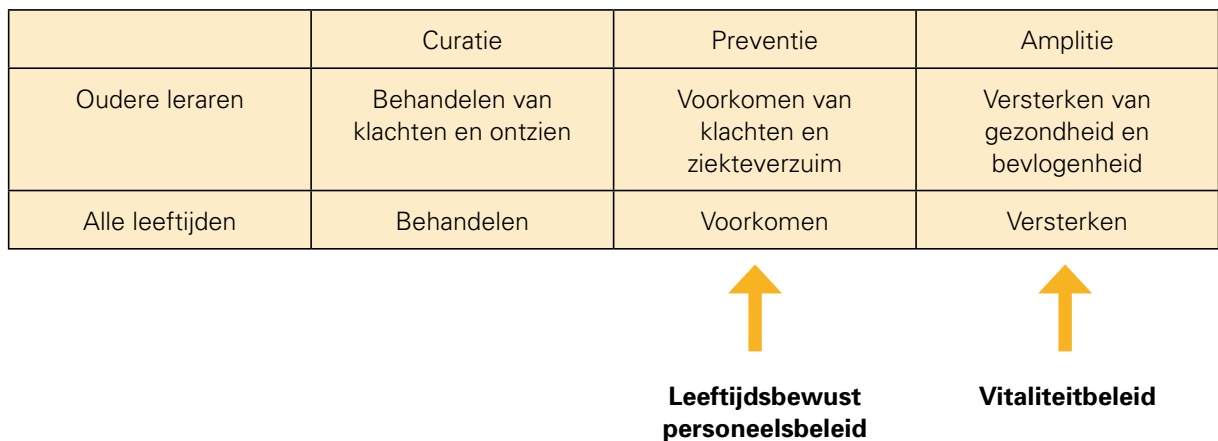 Curatie Preventie Amplitie
Oudere leraren
Behandelen van
klachten en ontzien
Voorkomen van
klachten en
ziekteverzuim
Versterken van
gezondheid en
bevlogenheid
Alle leeftijden Behandelen Voorkomen Versterken
Leeftijdsbewust
personeelsbeleid
Vitaliteitbeleid